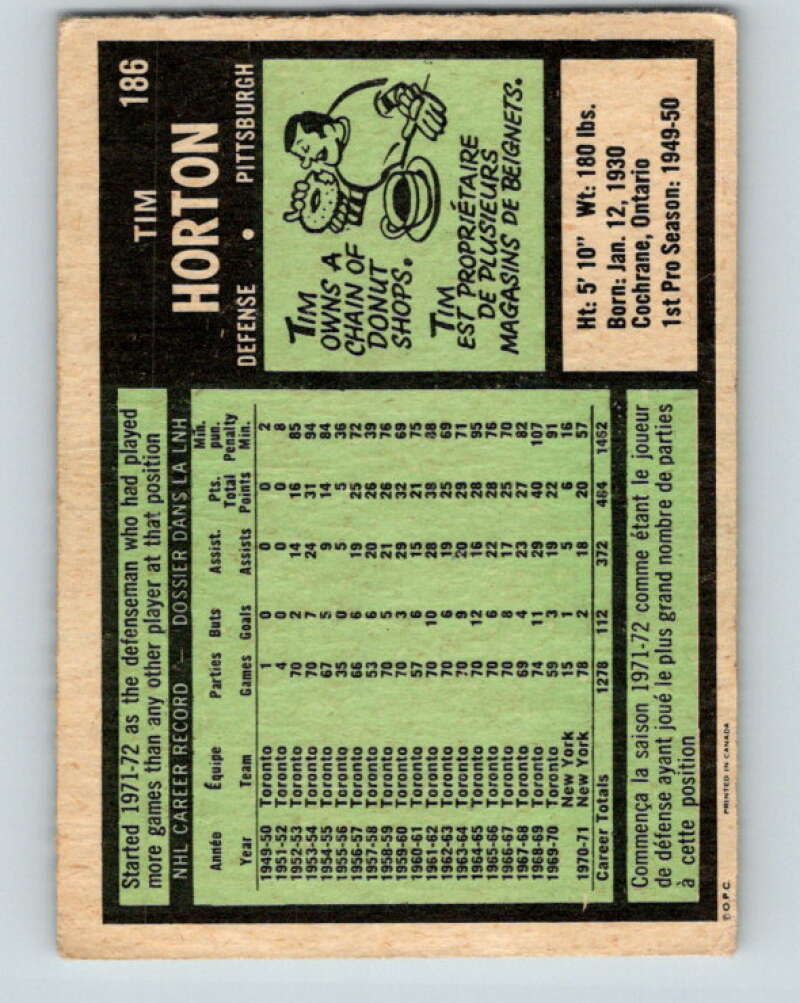 186
TIM
HORTON
DEFENSE • PITTSBURGH
TIM
OWNS A
CHAIN OF
DONUT
SHOPS.
TIM
EST PROPRIÉTAIRE
DE PLUSIEURS
MAGASINS DE BEIGNETS.
Ht: 5' 10" Wt: 180 lbs.
Born: Jan. 12, 1930
Cochrane, Ontario
1st Pro Season: 1949-50
Started 1971-72 as the defenseman who had played
more games than any other player at that position
NHL CAREER RECORD — DOSSIER DANS LA LNH
Année Équipe Parties Buts Assist. Pts. Total Min. pun. Penalty
Year Team Games Goals Assists Points Min.
1949-50 Toronto 1 0 0 0 2
1951-52 Toronto 4 0 0 0 8
1952-53 Toronto 70 2 14 16 85
1953-54 Toronto 70 7 24 31 94
1954-55 Toronto 67 5 9 14 84
1955-56 Toronto 35 0 5 5 36
1956-57 Toronto 66 6 19 25 72
1957-58 Toronto 53 6 20 26 39
1958-59 Toronto 70 5 21 26 76
1959-60 Toronto 70 3 29 32 69
1960-61 Toronto 57 6 15 21 75
1961-62 Toronto 70 10 28 38 88
1962-63 Toronto 70 6 19 25 69
1963-64 Toronto 70 9 20 29 71
1964-65 Toronto 70 12 16 28 95
1965-66 Toronto 70 6 22 28 76
1966-67 Toronto 70 8 17 25 70
1967-68 Toronto 69 4 23 27 82
1968-69 Toronto 74 11 29 40 107
1969-70 Toronto 59 3 19 22 91
New York 15 1 5 6 16
1970-71 New York 78 2 18 20 57
Career Totals 1278 112 372 484 1462
Commença la saison 1971-72 comme étant le joueur
de défense ayant joué le plus grand nombre de parties
à cette position
©O.P.C. PRINTED IN CANADA